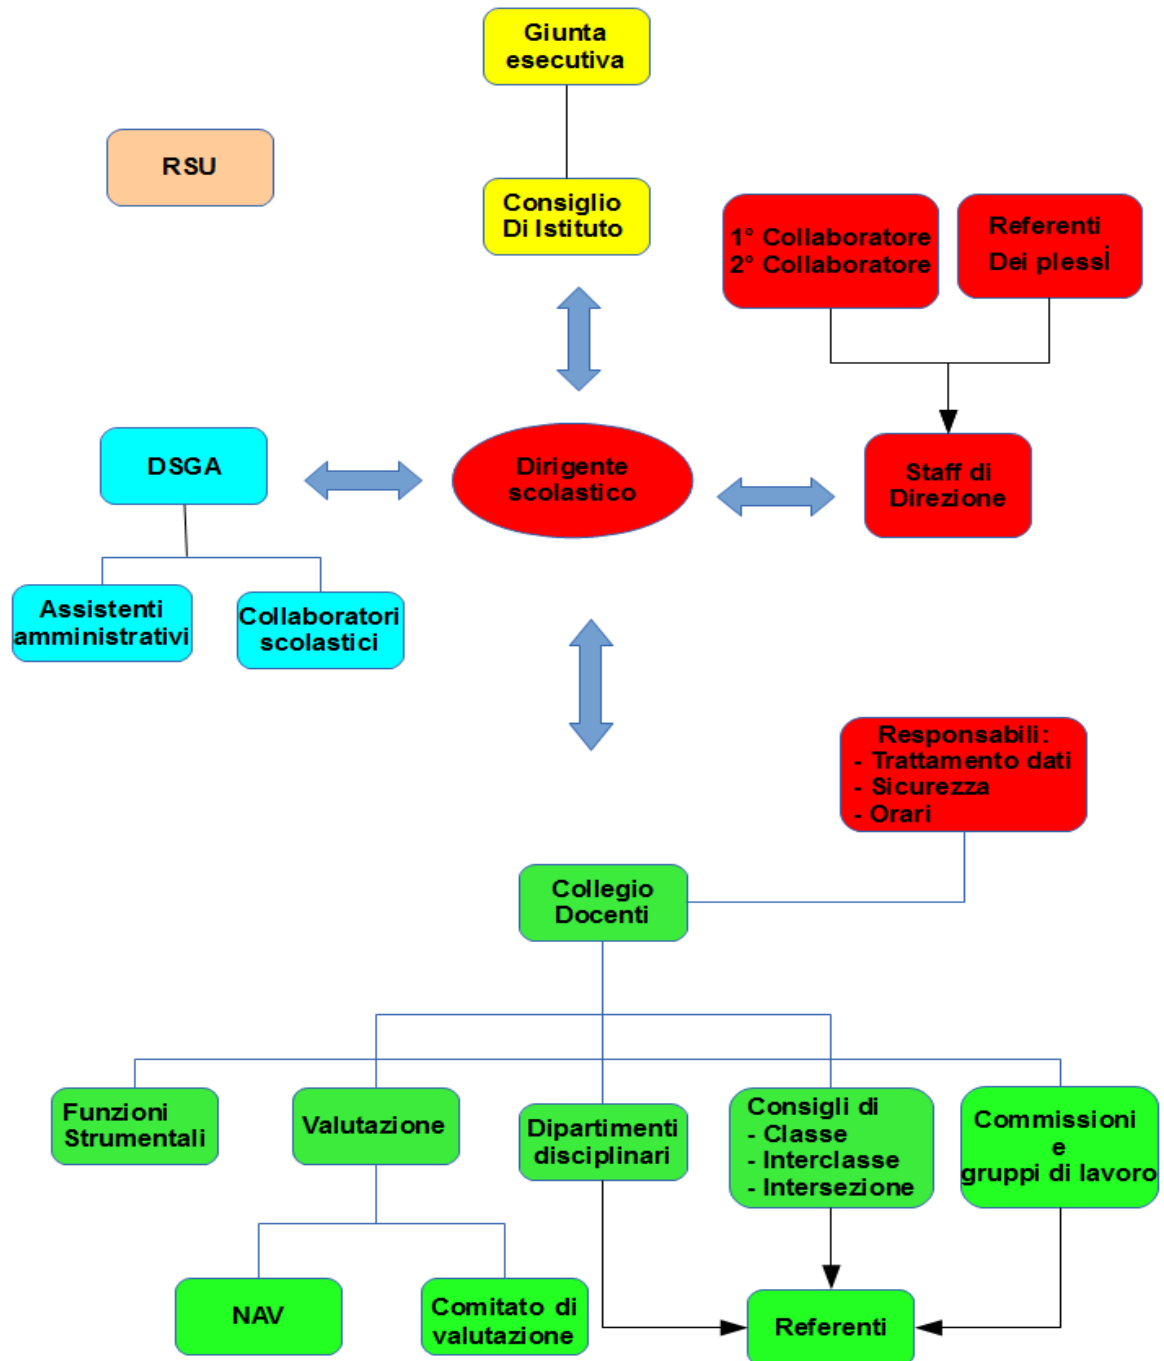 Giunta
esecutiva
RSU
Consiglio
Di Istituto
1° Collaboratore
2° Collaboratore
Referenti
Dei plessi
DSGA
Dirigente
scolastico
Staff di
Direzione
Assistenti
amministrativi
Collaboratori
scolastici
Responsabili:
- Trattamento dati
- Sicurezza
- Orari
Collegio
Docenti
Funzioni
Strumentali
Valutazione
Dipartimenti
disciplinari
Consigli di
- Classe
- Interclasse
- Intersezione
Commissioni
e
gruppi di lavoro
NAV
Comitato di
valutazione
Referenti